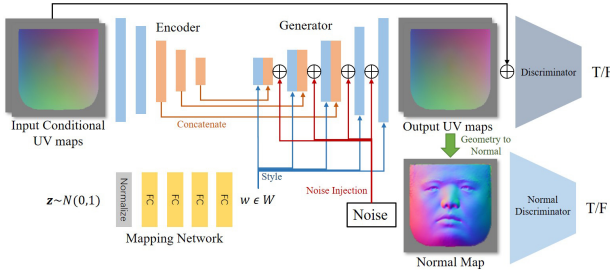 Encoder
Generator
Discriminator
T/F
Concatenate
Input Conditional
UV maps
Output UV maps
Geometry to
Normal
Style
z~N(0,1)
Normalize
FC
FC
FC
FC
w ϵ W
Noise Injection
Noise
Mapping Network
Normal Map
Normal
Discriminator
T/F